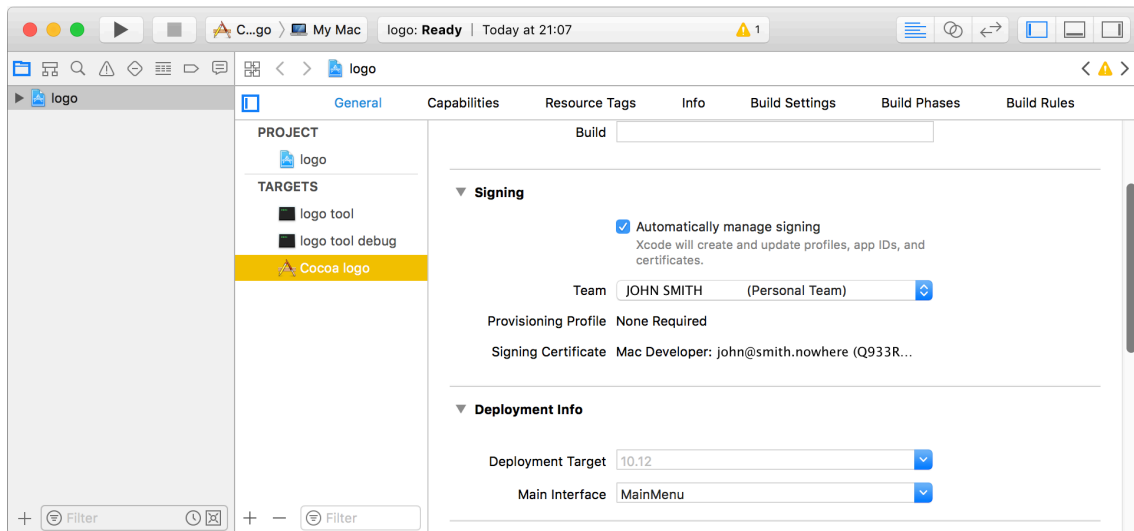 C...go My Mac logo: Ready | Today at 21:07 1
logo
logo
General Capabilities Resource Tags Info Build Settings Build Phases Build Rules
PROJECT
logo
TARGETS
logo tool
logo tool debug
Cocoa logo
Build
Signing
Automatically manage signing
Xcode will create and update profiles, app IDs, and
certificates.
Team JOHN SMITH (Personal Team)
Provisioning Profile None Required
Signing Certificate Mac Developer: john@smith.nowhere (Q933R...
Deployment Info
Deployment Target 10.12
Main Interface MainMenu
Filter
Filter